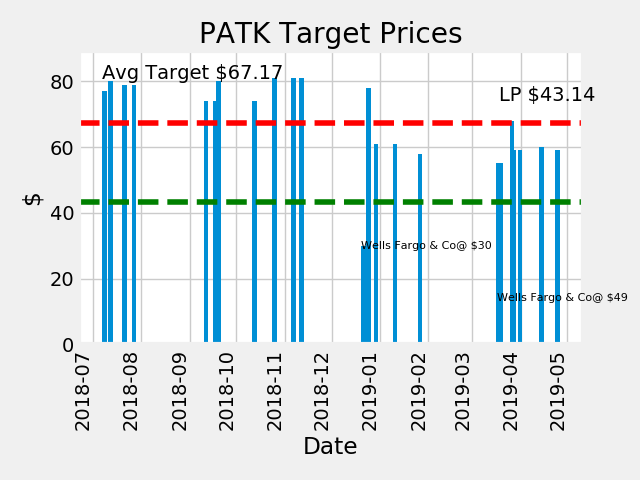 PATK Target Prices
Avg Target $67.17
LP $43.14
Wells Fargo & Co@ $30
Wells Fargo & Co@ $49
$
80
60
40
20
0
2018-07
2018-08
2018-09
2018-10
2018-11
2018-12
2019-01
2019-02
2019-03
2019-04
2019-05
Date